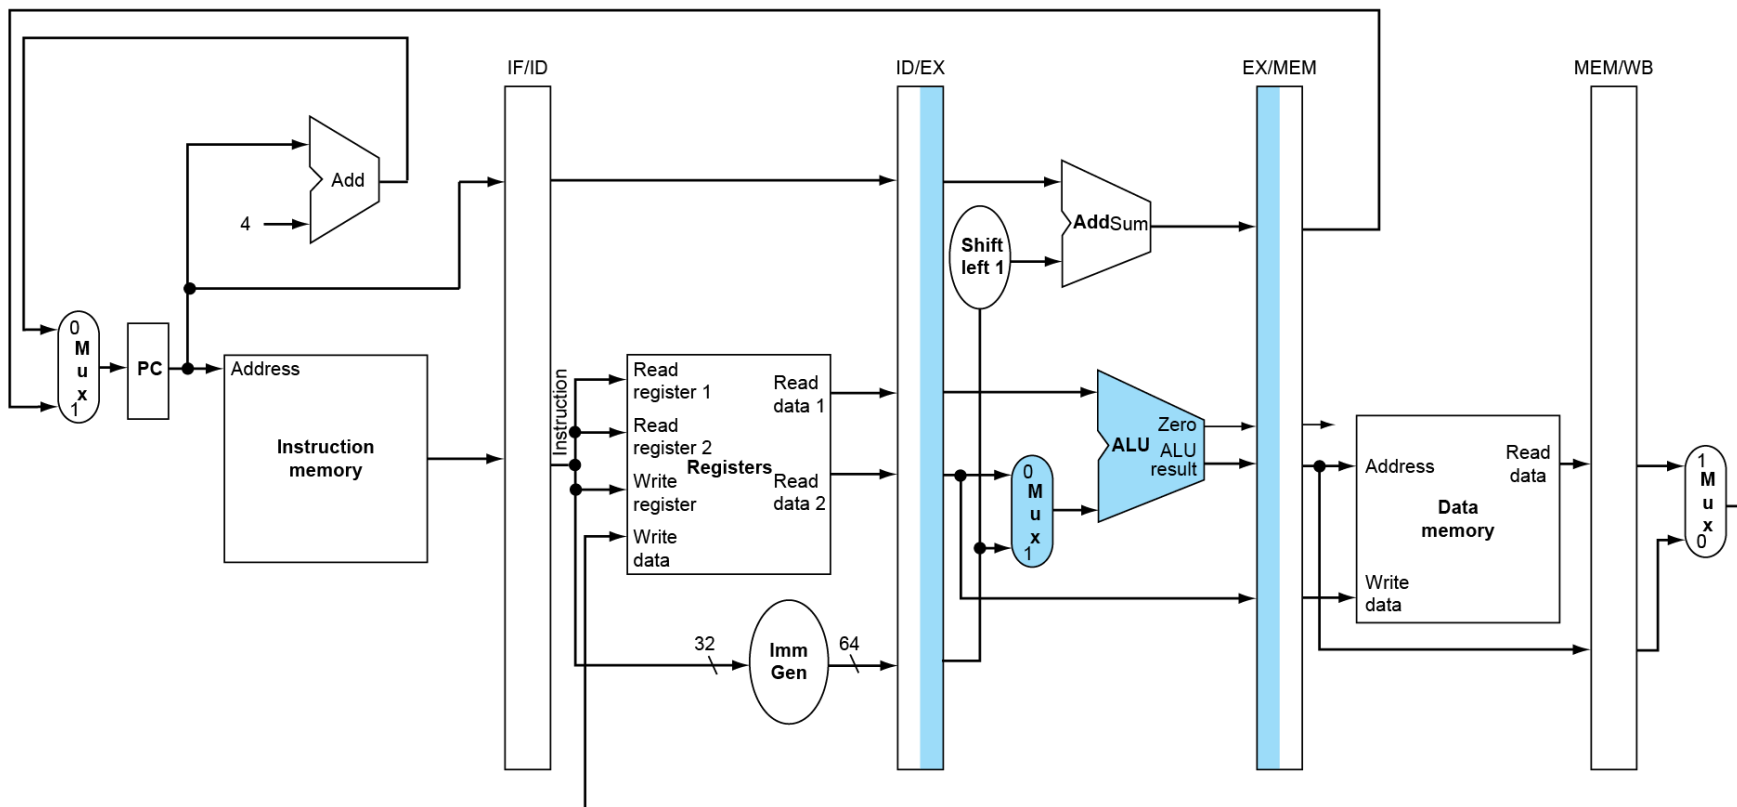 IF/ID
ID/EX
EX/MEM
MEM/WB
Add
4
Add Sum
Shift
left 1
0
M
u
x
1
PC
Address
Instruction
memory
Instruction
Read
register 1
Read
register 2
Write
register
Write
data
Registers
Read
data 1
Read
data 2
0
M
u
x
1
ALU
Zero
ALU
result
Address
Read
data
Data
memory
Write
data
1
M
u
x
0
32
Imm
Gen
64